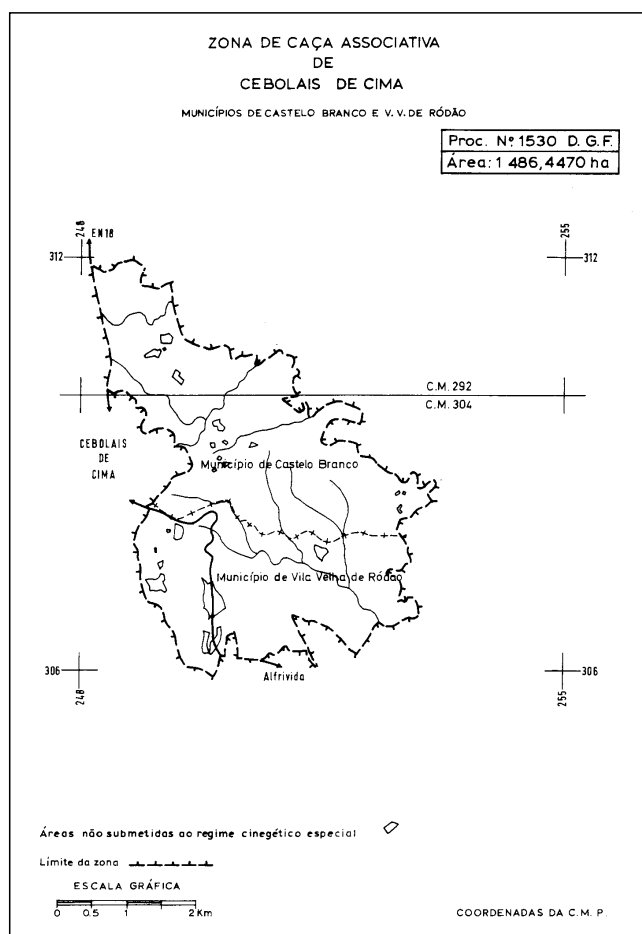 ZONA DE CAÇA ASSOCIATIVA
DE
CEBOLAIS DE CIMA
MUNICÍPIOS DE CASTELO BRANCO E V. V. DE RÓDÃO
Proc. Nº 1530 D. G. F.
Área: 1 486,4470 ha
248
EN18
255
312
312
C.M. 292
C.M. 304
CEBOLAIS
DE
CIMA
Município de Castelo Branco
Município de Vila Velha de Ródão
306
306
Alfrivida
248
255
Áreas não submetidas ao regime cinegético especial
Límite da zona
ESCALA GRÁFICA
0 0.5 1 2 Km
COORDENADAS DA C. M. P.